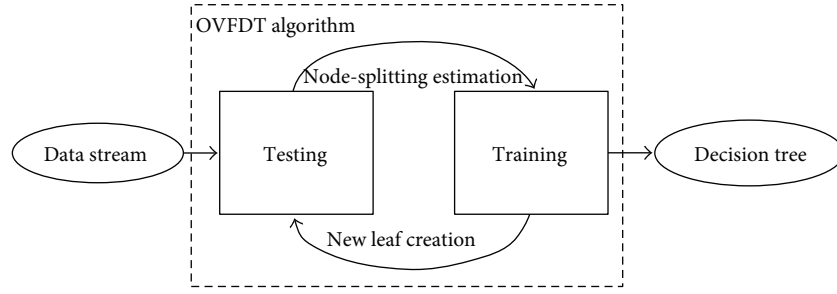 OVFDT algorithm
Node-splitting estimation
Data stream
Testing
Training
Decision tree
New leaf creation